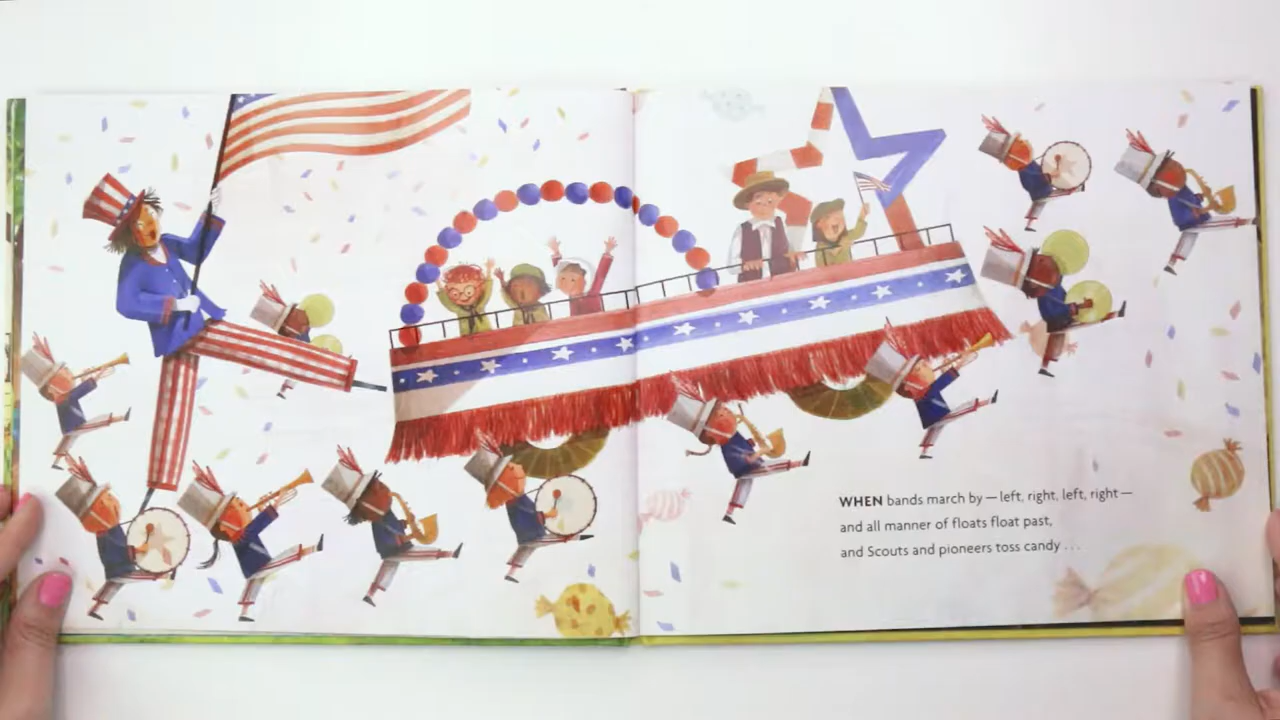 WHEN bands march by — left, right, left, right —
and all manner of floats float past,
and Scouts and pioneers toss candy . . .